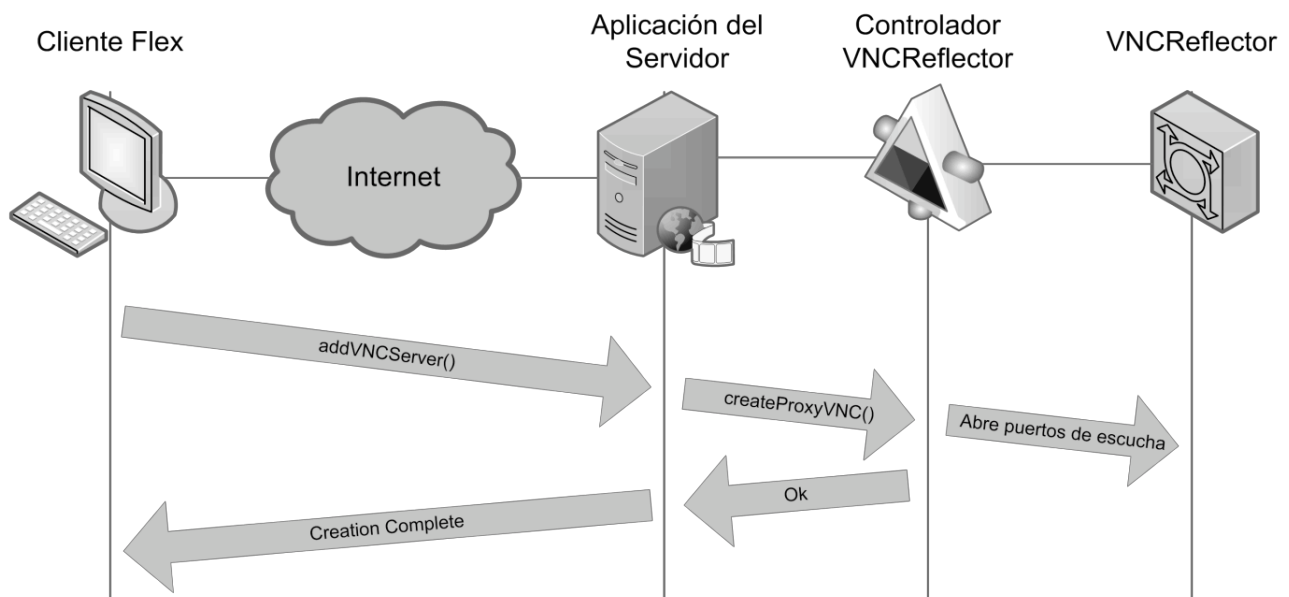 Cliente Flex
Aplicación del
Servidor
Controlador
VNCReflector
VNCReflector
Internet
addVNCServer()
createProxyVNC()
Abre puertos de escucha
Ok
Creation Complete